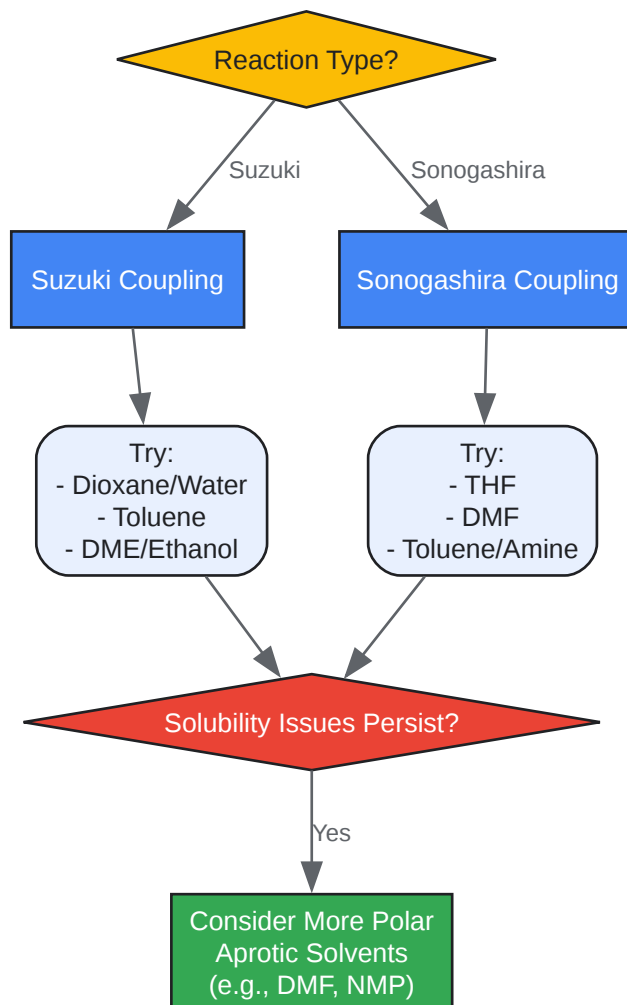 Reaction Type?
Suzuki
Sonogashira
Suzuki Coupling
Sonogashira Coupling
Try:
- Dioxane/Water
- Toluene
- DME/Ethanol
Try:
- THF
- DMF
- Toluene/Amine
Solubility Issues Persist?
Yes
Consider More Polar
Aprotic Solvents
(e.g., DMF, NMP)